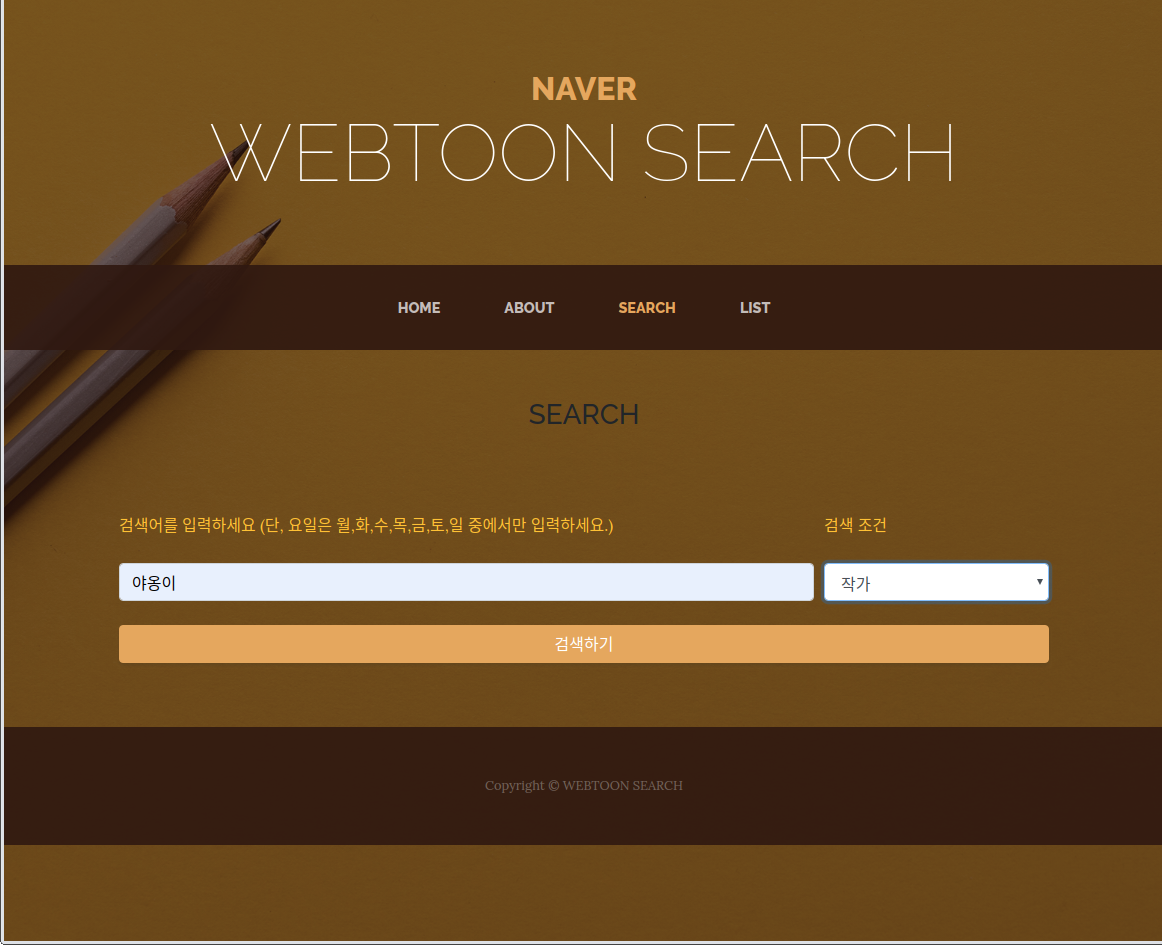 NAVER
WEBTOON SEARCH
HOME ABOUT SEARCH LIST
SEARCH
검색어를 입력하세요 (단, 요일은 월,화,수,목,금,토,일 중에서만 입력하세요.) 검색 조건
야옹이 작가
검색하기
Copyright © WEBTOON SEARCH